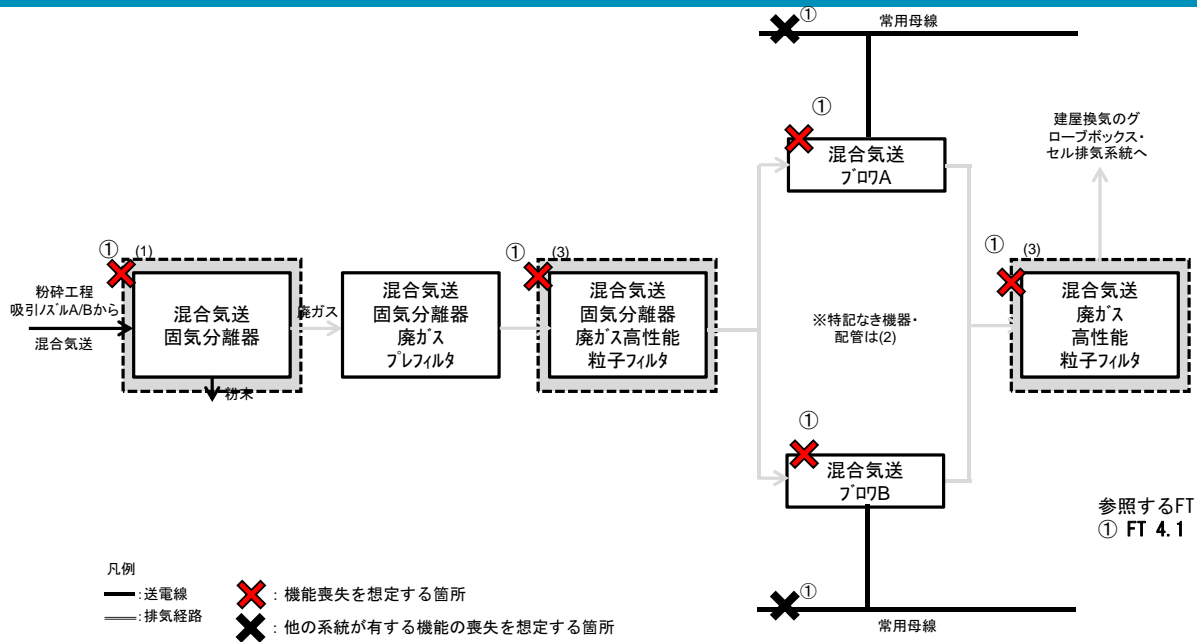 ①
常用母線
①
混合気送
ブロワA
建屋換気のグ
ローブボックス・
セル排気系統へ
① (1)
粉砕工程
吸引ノズルA/Bから
混合気送
混合気送
固気分離器
粉末
廃ガス
混合気送
固気分離器
廃ガス
プレフィルタ
① (3)
混合気送
固気分離器
廃ガス高性能
粒子フィルタ
※特記なき機器・
配管は(2)
① (3)
混合気送
廃ガス
高性能
粒子フィルタ
①
混合気送
ブロワB
参照するFT
① FT 4.1
①
常用母線
凡例
:送電線
:排気経路
: 機能喪失を想定する箇所
: 他の系統が有する機能の喪失を想定する箇所